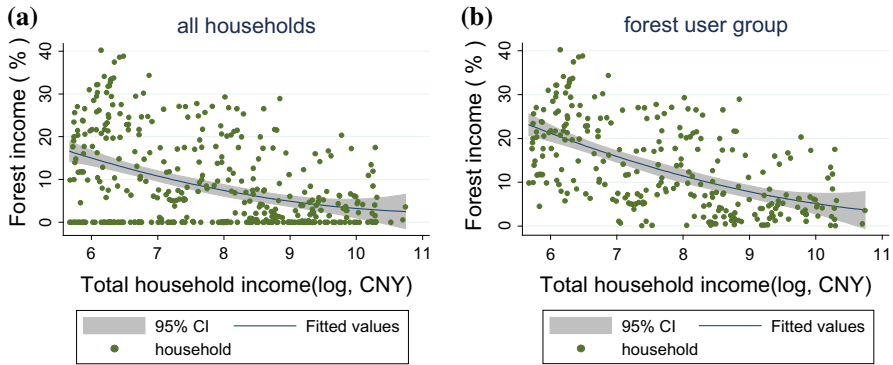 (a)
all households
Forest income ( % )
40
30
20
10
0
6 7 8 9 10 11
Total household income(log, CNY)
95% CI Fitted values
household
(b)
forest user group
Forest income ( % )
40
30
20
10
0
6 7 8 9 10 11
Total household income(log, CNY)
95% CI Fitted values
household